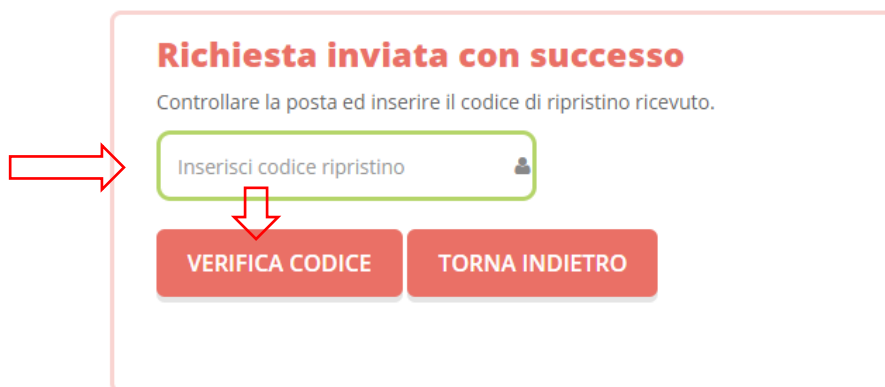 Richiesta inviata con successo
Controllare la posta ed inserire il codice di ripristino ricevuto.
Inserisci codice ripristino
VERIFICA CODICE
TORNA INDIETRO